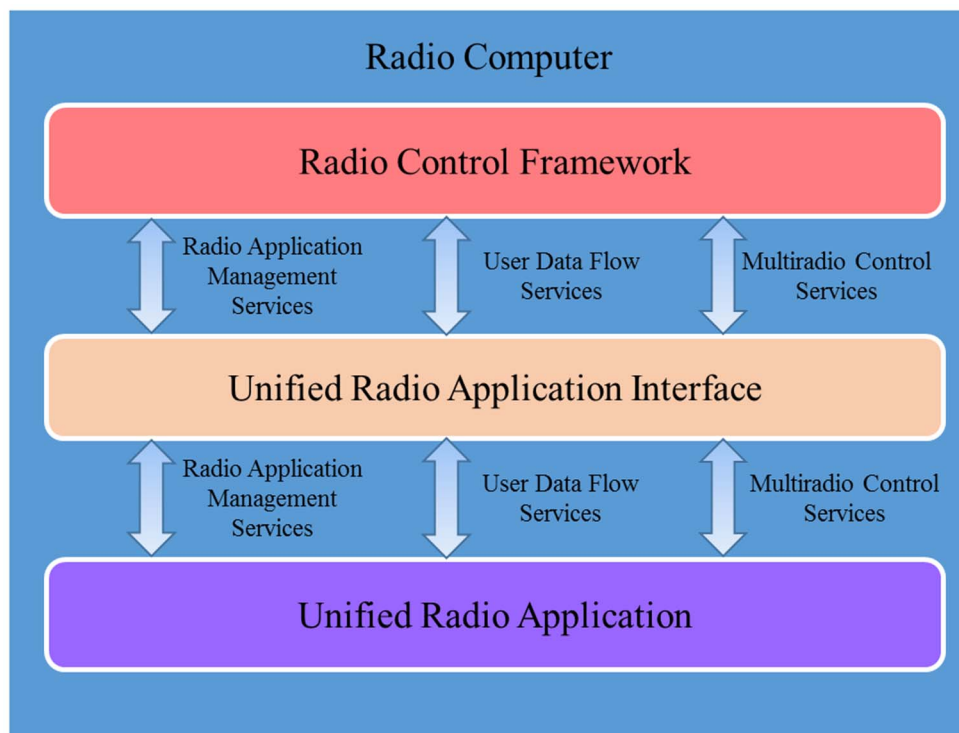 Radio Computer
Radio Control Framework
Radio Application
Management
Services
User Data Flow
Services
Multiradio Control
Services
Unified Radio Application Interface
Radio Application
Management
Services
User Data Flow
Services
Multiradio Control
Services
Unified Radio Application